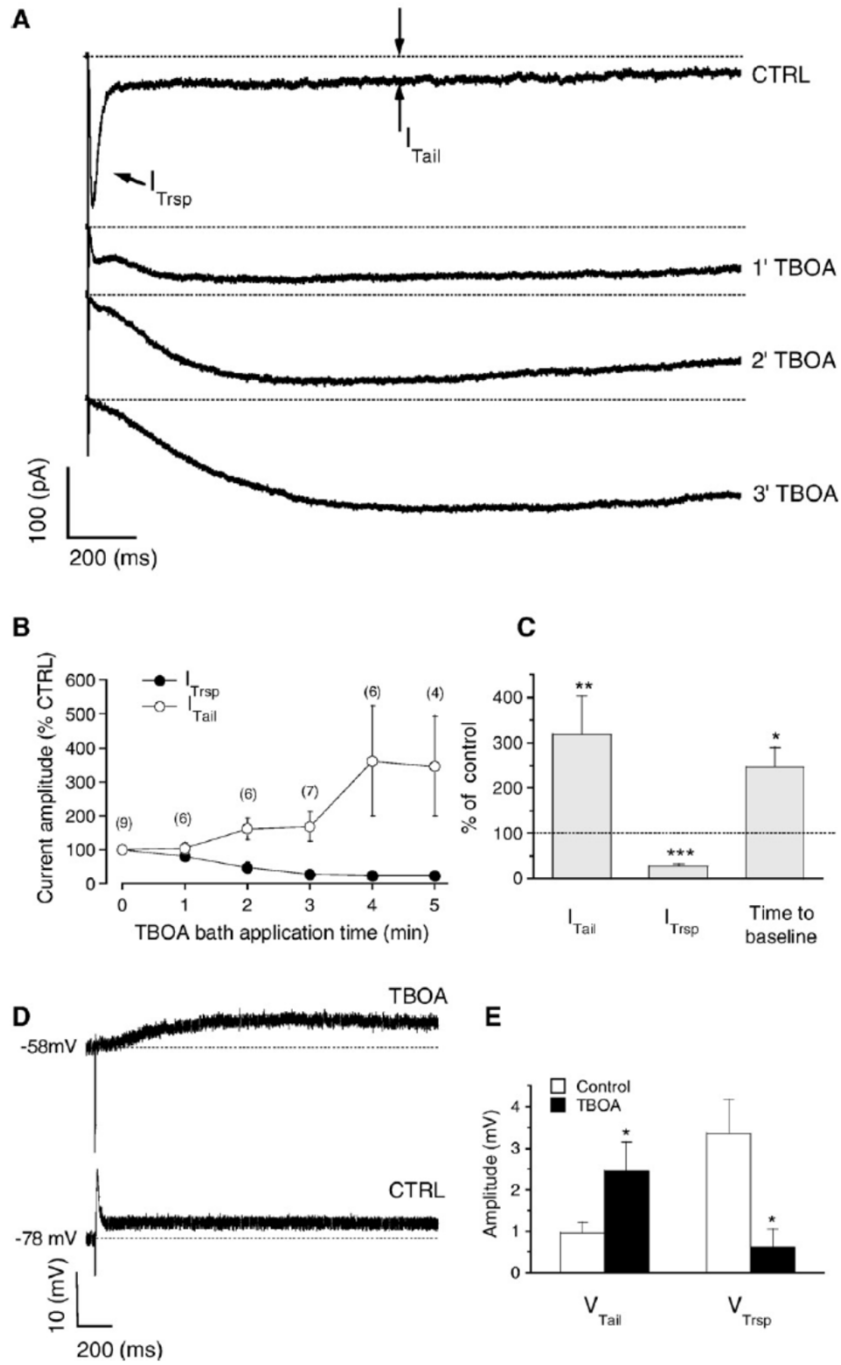 A
CTRL
I Tail
I Trsp
1' TBOA
2' TBOA
3' TBOA
100 (pA)
200 (ms)
B
C
Current amplitude (% CTRL)
600
500
400
300
200
100
0
I Trsp
I Tail
(9)
(6)
(6)
(7)
(6)
(4)
0 1 2 3 4 5
TBOA bath application time (min)
% of control
400
300
200
100
0
**
***
*
I Tail
I Trsp
Time to
baseline
D
TBOA
-58mV
CTRL
-78 mV
10 (mV)
200 (ms)
E
Control
TBOA
Amplitude (mV)
4
3
2
1
0
*
*
V Tail
V Trsp